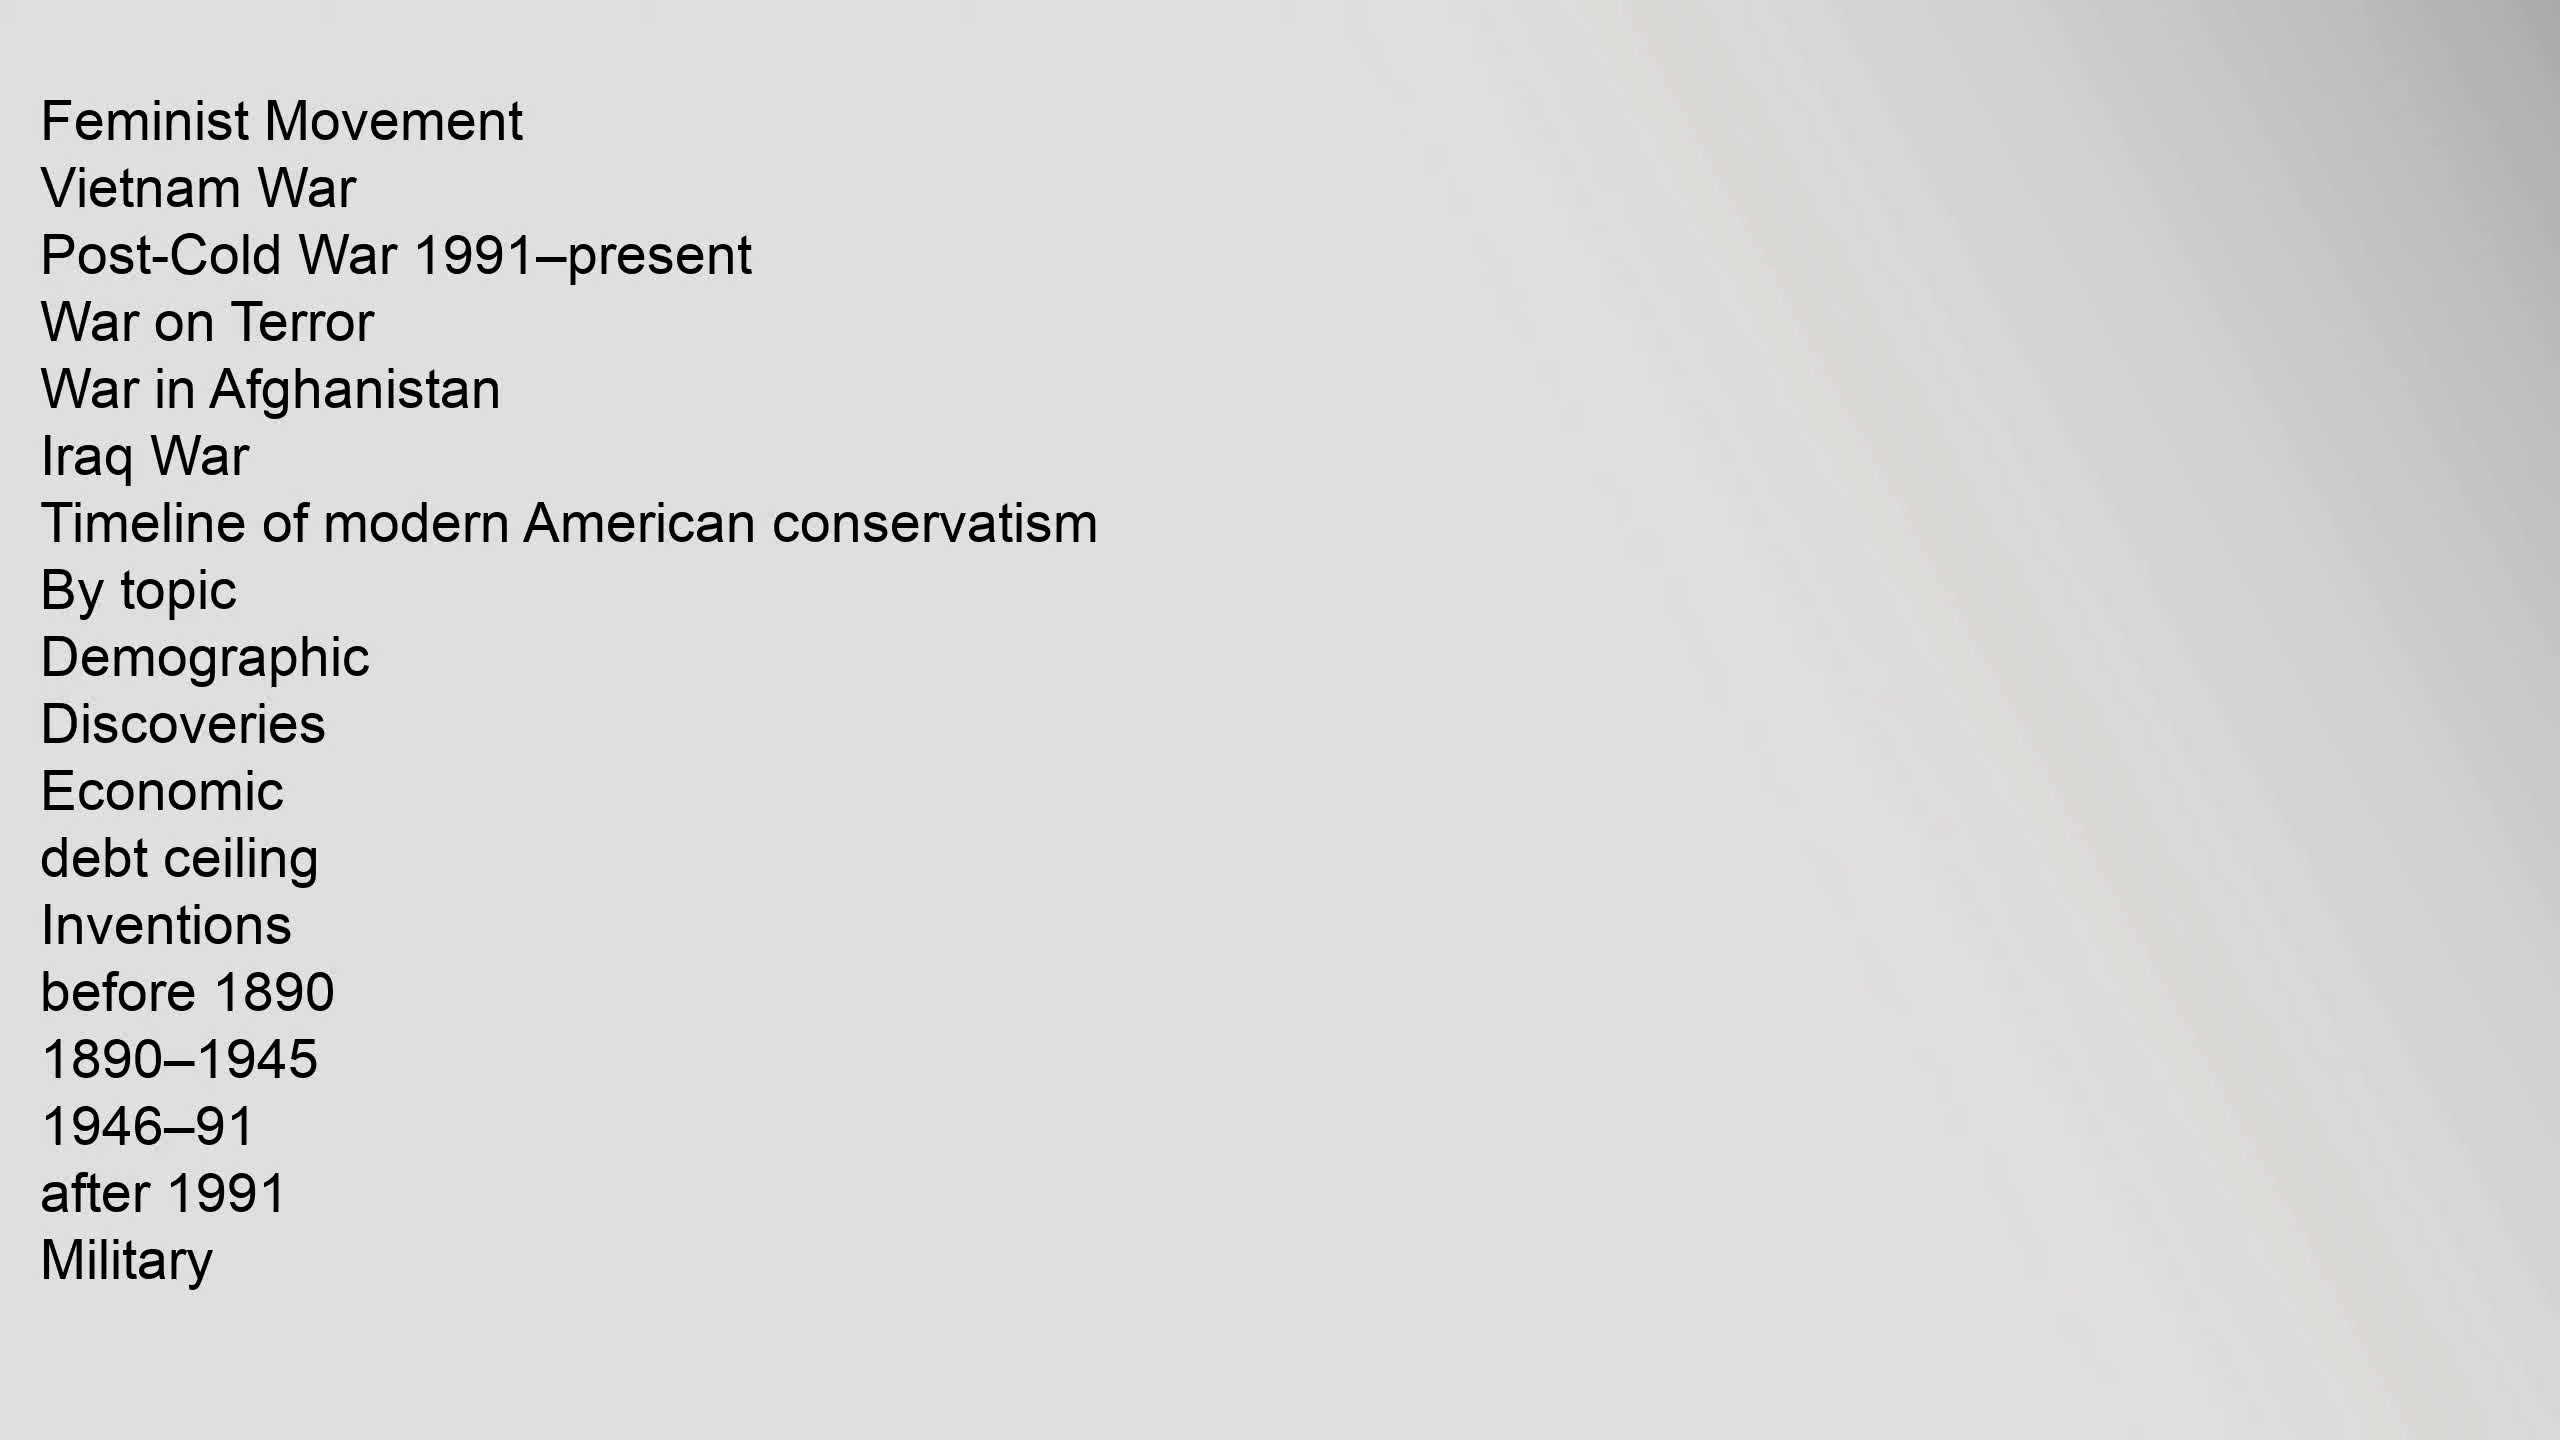 Feminist Movement
Vietnam War
Post-Cold War 1991–present
War on Terror
War in Afghanistan
Iraq War
Timeline of modern American conservatism
By topic
Demographic
Discoveries
Economic
debt ceiling
Inventions
before 1890
1890–1945
1946–91
after 1991
Military